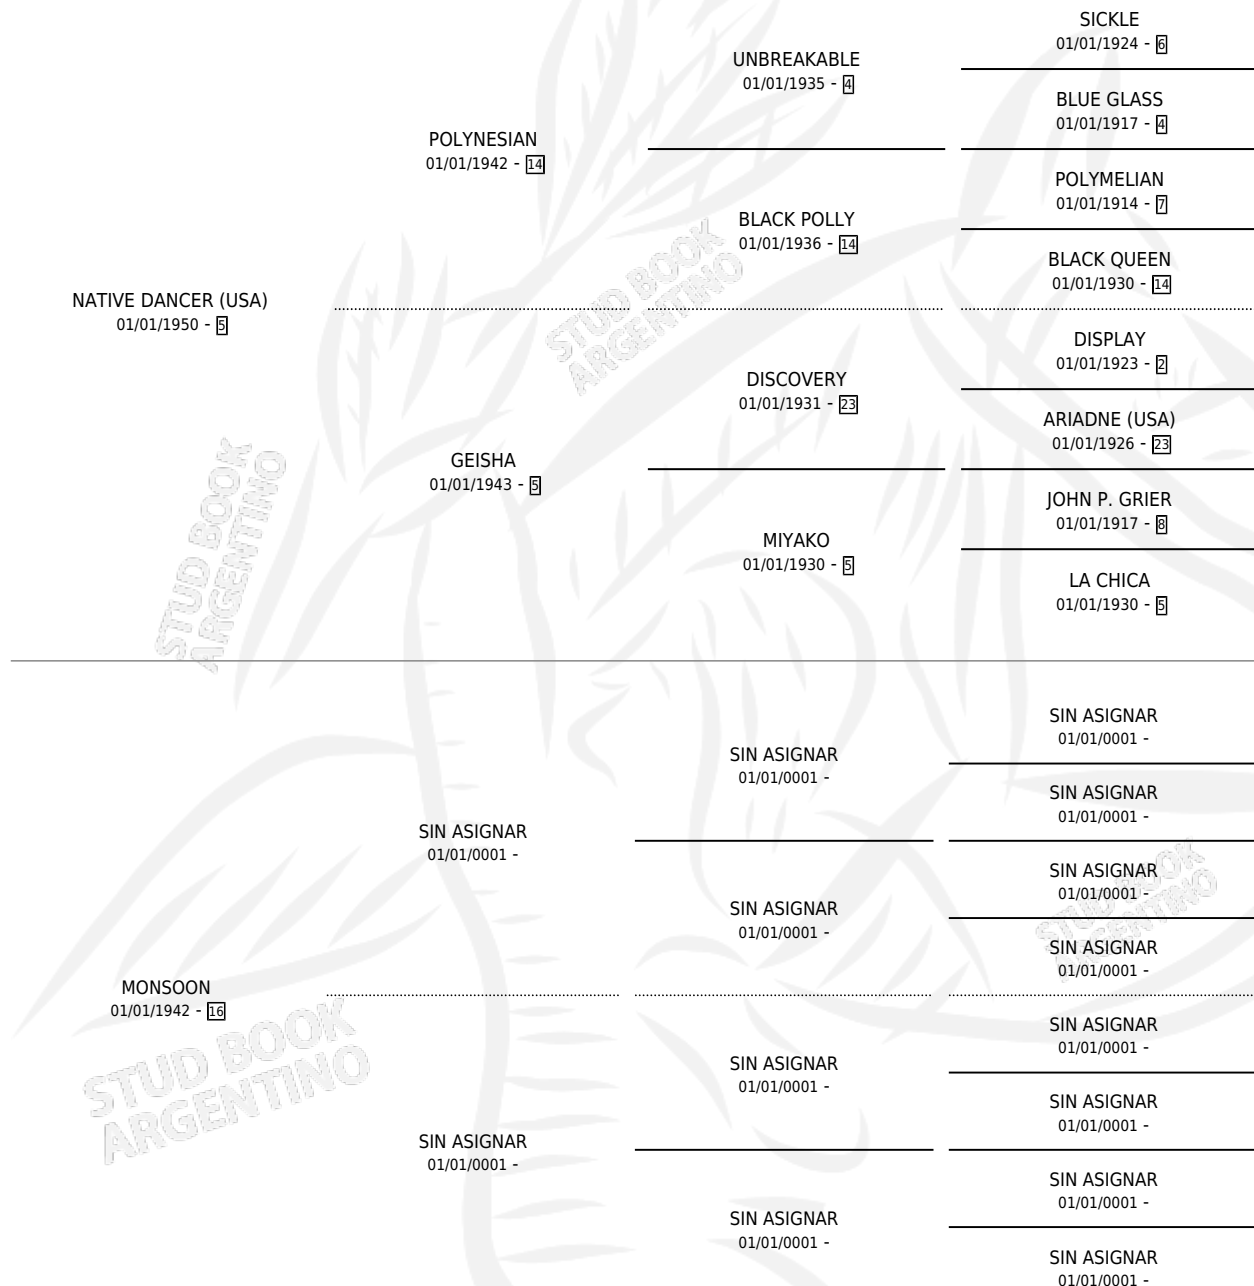 SICKLE
01/01/1924 - 6
UNBREAKABLE
01/01/1935 - 4
BLUE GLASS
01/01/1917 - 4
POLYNESIAN
01/01/1942 - 14
POLYMELIAN
01/01/1914 - 7
BLACK POLLY
01/01/1936 - 14
BLACK QUEEN
01/01/1930 - 14
NATIVE DANCER (USA)
01/01/1950 - 5
DISPLAY
01/01/1923 - 2
DISCOVERY
01/01/1931 - 23
ARIADNE (USA)
01/01/1926 - 23
GEISHA
01/01/1943 - 5
JOHN P. GRIER
01/01/1917 - 8
MIYAKO
01/01/1930 - 5
LA CHICA
01/01/1930 - 5
SIN ASIGNAR
01/01/0001 -
SIN ASIGNAR
01/01/0001 -
SIN ASIGNAR
01/01/0001 -
SIN ASIGNAR
01/01/0001 -
SIN ASIGNAR
01/01/0001 -
SIN ASIGNAR
01/01/0001 -
SIN ASIGNAR
01/01/0001 -
MONSOON
01/01/1942 - 16
SIN ASIGNAR
01/01/0001 -
SIN ASIGNAR
01/01/0001 -
SIN ASIGNAR
01/01/0001 -
SIN ASIGNAR
01/01/0001 -
SIN ASIGNAR
01/01/0001 -
SIN ASIGNAR
01/01/0001 -
SIN ASIGNAR
01/01/0001 -
STUD BOOK
ARGENTINO
STUD BOOK
ARGENTINO
STUD BOOK
ARGENTINO
STUD BOOK
ARGENTINO